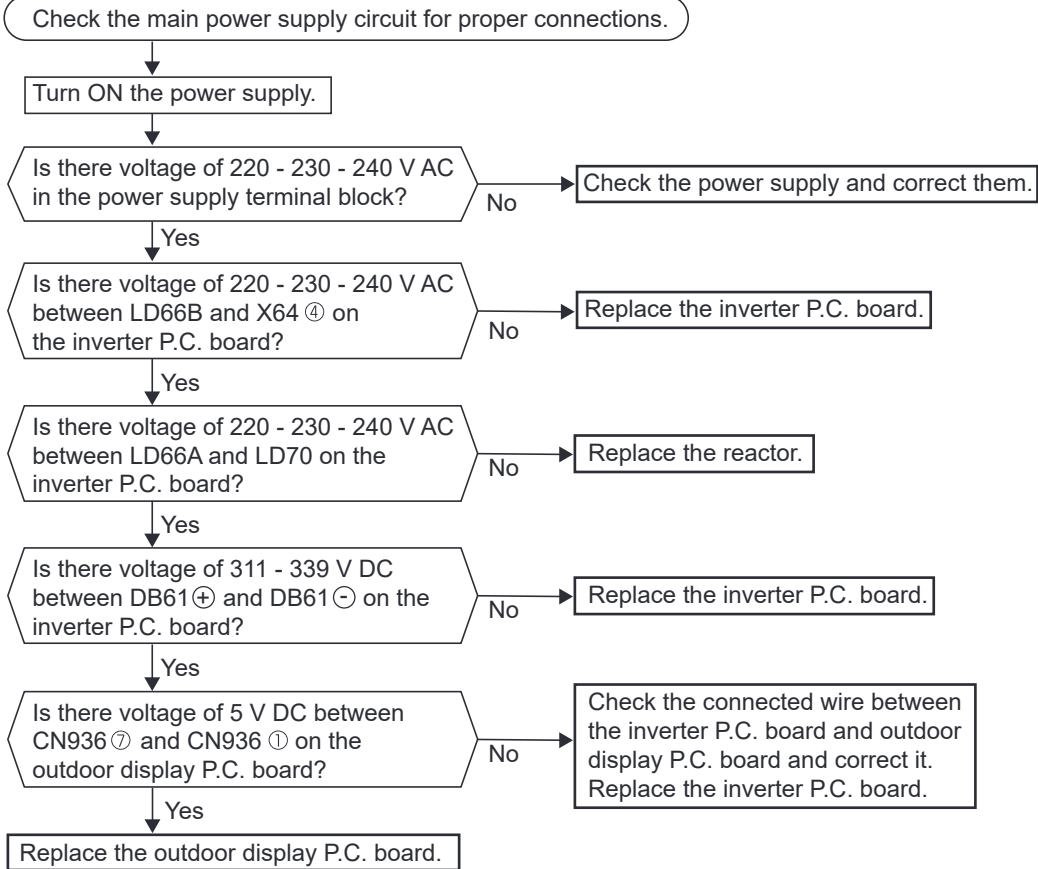 Check the main power supply circuit for proper connections.
Turn ON the power supply.
Is there voltage of 220 - 230 - 240 V AC
in the power supply terminal block?
No
Check the power supply and correct them.
Yes
Is there voltage of 220 - 230 - 240 V AC
between LD66B and X64 ④ on
the inverter P.C. board?
No
Replace the inverter P.C. board.
Yes
Is there voltage of 220 - 230 - 240 V AC
between LD66A and LD70 on the
inverter P.C. board?
No
Replace the reactor.
Yes
Is there voltage of 311 - 339 V DC
between DB61⊕ and DB61⊖ on the
inverter P.C. board?
No
Replace the inverter P.C. board.
Yes
Is there voltage of 5 V DC between
CN936⑦ and CN936 ① on the
outdoor display P.C. board?
No
Check the connected wire between
the inverter P.C. board and outdoor
display P.C. board and correct it.
Replace the inverter P.C. board.
Yes
Replace the outdoor display P.C. board.